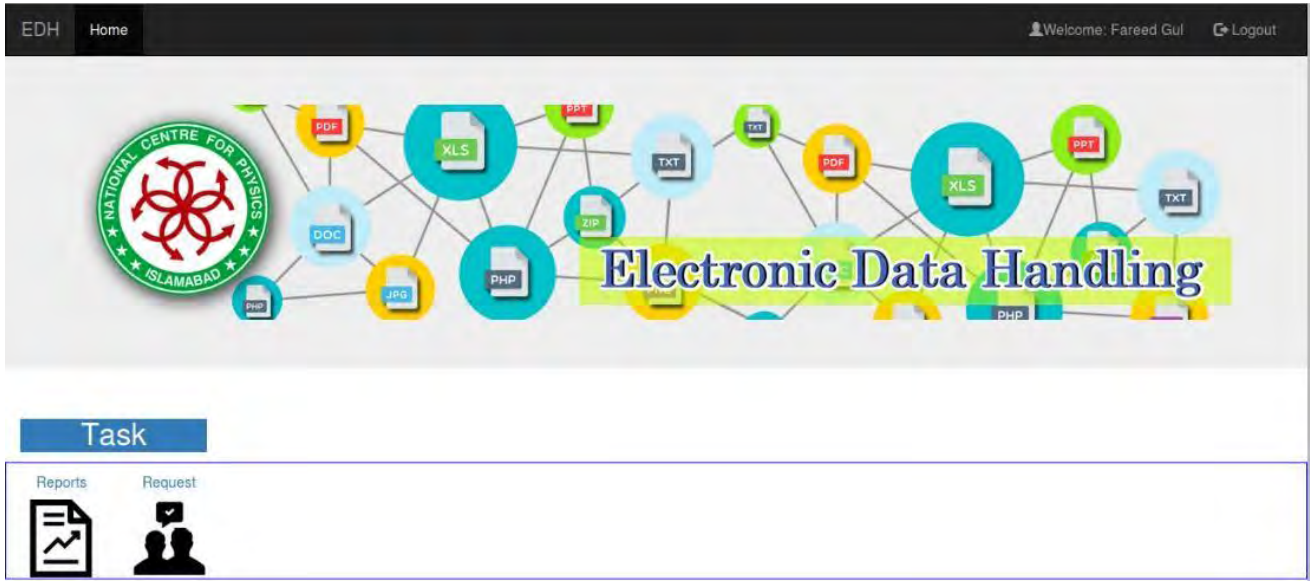 EDH Home Welcome: Fareed Gul Logout
NATIONAL CENTRE FOR PHYSICS
ISLAMABAD
PDF
XLS
PPT
TXT
DOC
ZIP
PHP
JPG
PHP
TXT
PDF
XLS
PPT
TXT
PHP
Electronic Data Handling
Task
Reports Request